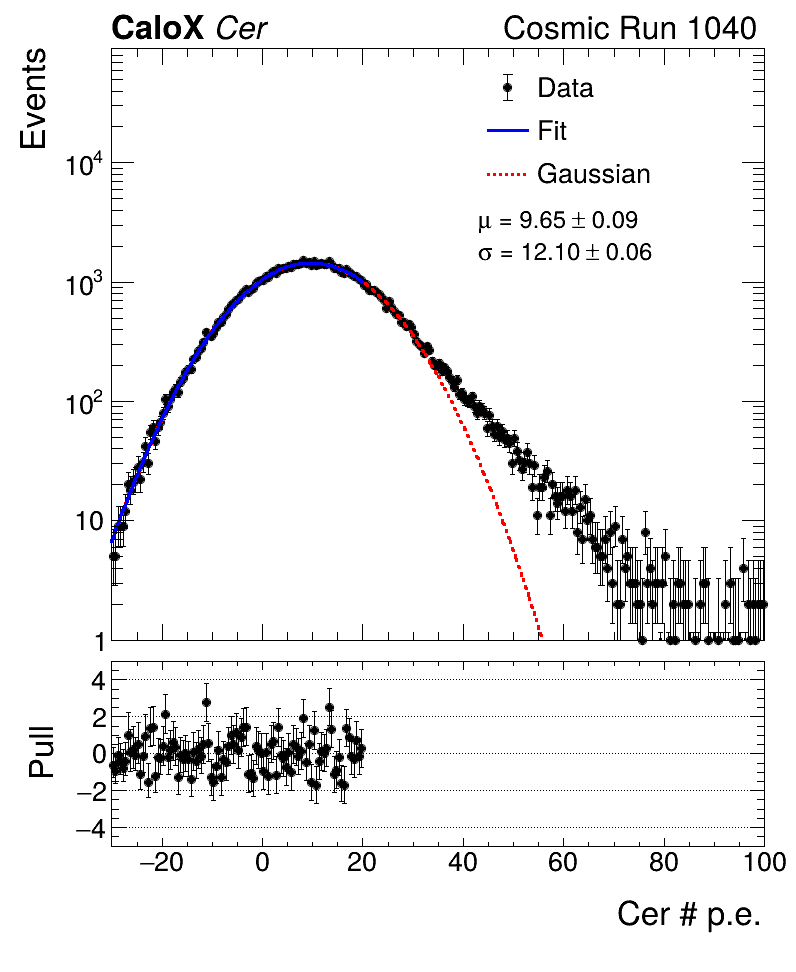 CaloX Cer Cosmic Run 1040
Events
Data
Fit
Gaussian
μ = 9.65 ± 0.09
σ = 12.10 ± 0.06
10⁴
10³
10²
10
1
Pull
4
2
0
−2
−4
−20 0 20 40 60 80 100
Cer # p.e.